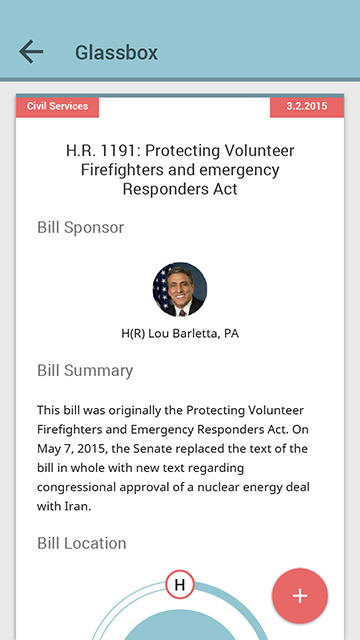 Glassbox
Civil Services
3.2.2015
H.R. 1191: Protecting Volunteer
Firefighters and emergency
Responders Act
Bill Sponsor
H(R) Lou Barletta, PA
Bill Summary
This bill was originally the Protecting Volunteer
Firefighters and Emergency Responders Act. On
May 7, 2015, the Senate replaced the text of the
bill in whole with new text regarding
congressional approval of a nuclear energy deal
with Iran.
Bill Location
H
+